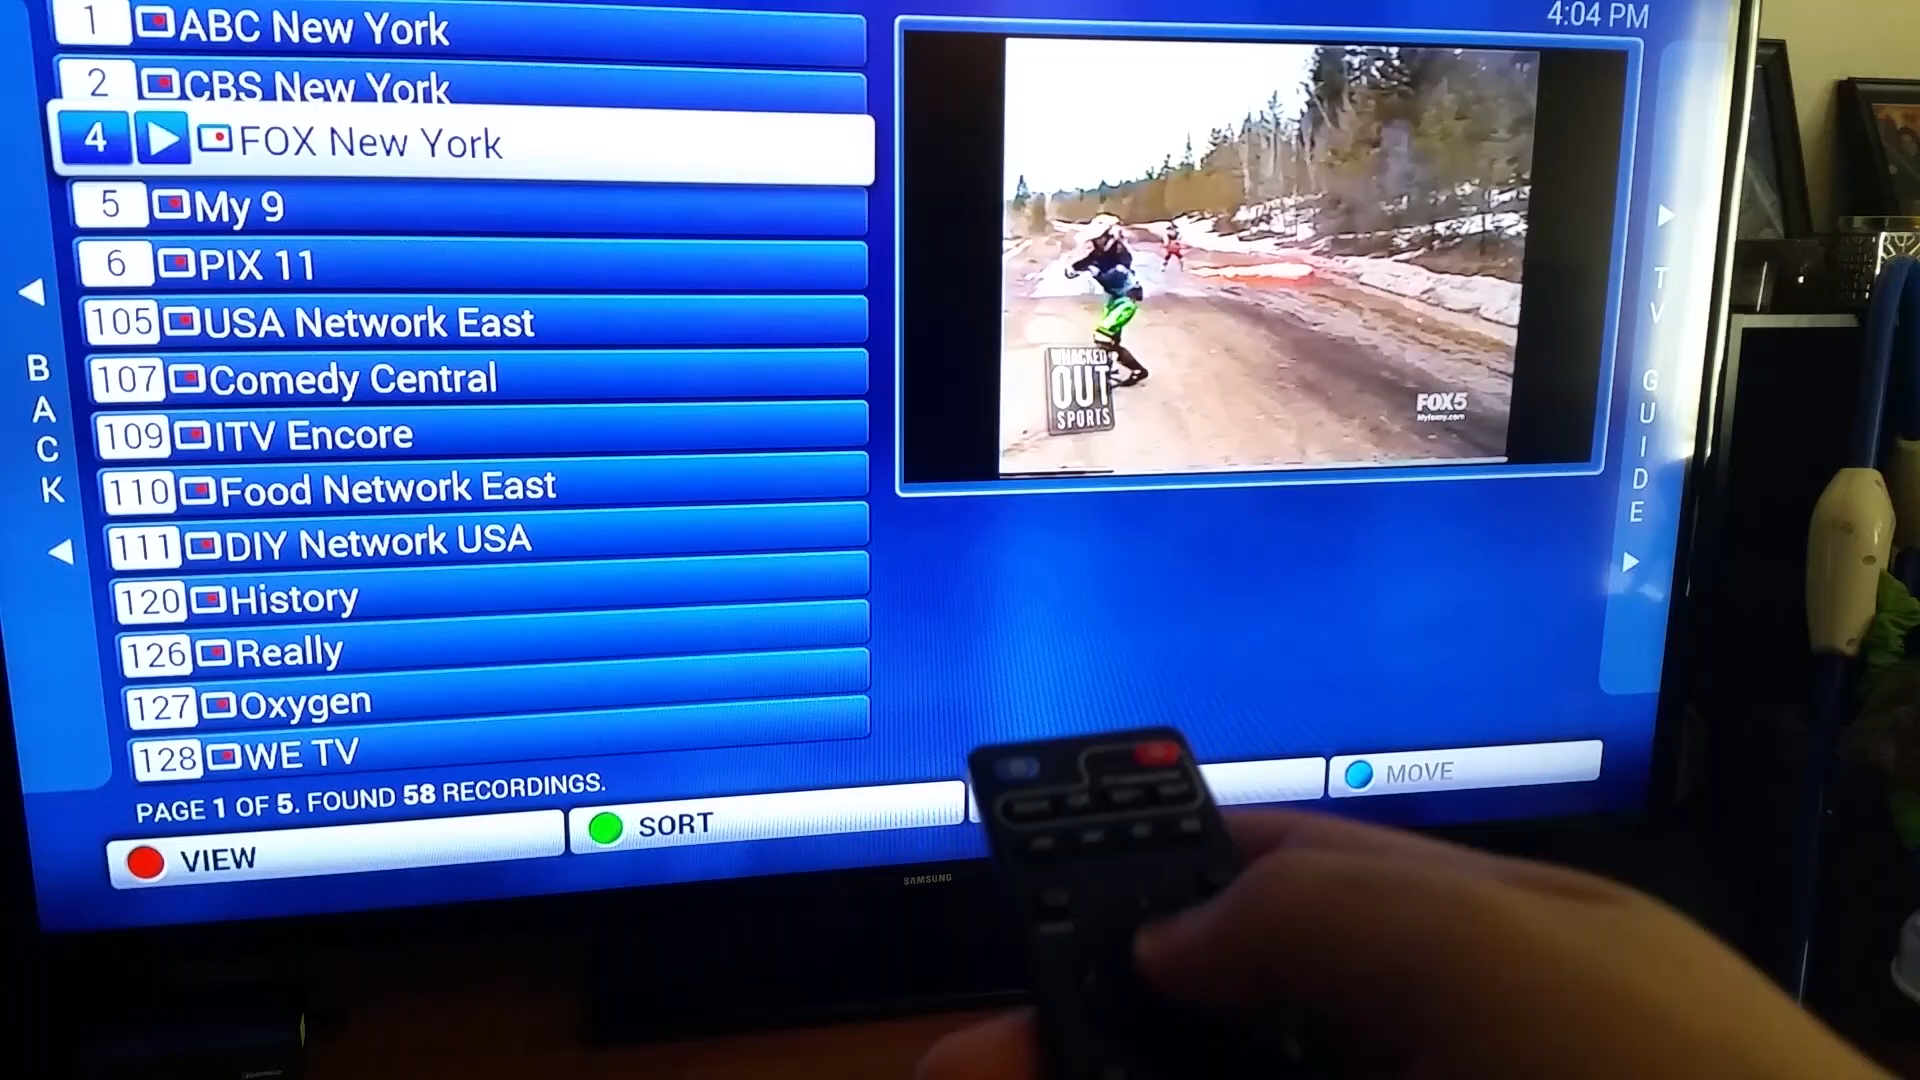 4:04 PM
1 ABC New York
2 CBS New York
4 FOX New York
5 My 9
6 PIX 11
105 USA Network East
107 Comedy Central
109 ITV Encore
110 Food Network East
111 DIY Network USA
120 History
126 Really
127 Oxygen
128 WE TV
PAGE 1 OF 5. FOUND 58 RECORDINGS.
VIEW
SORT
MOVE
BACK
TV GUIDE
WHACKED
OUT
SPORTS
FOX5
Myfoxny.com
SAMSUNG